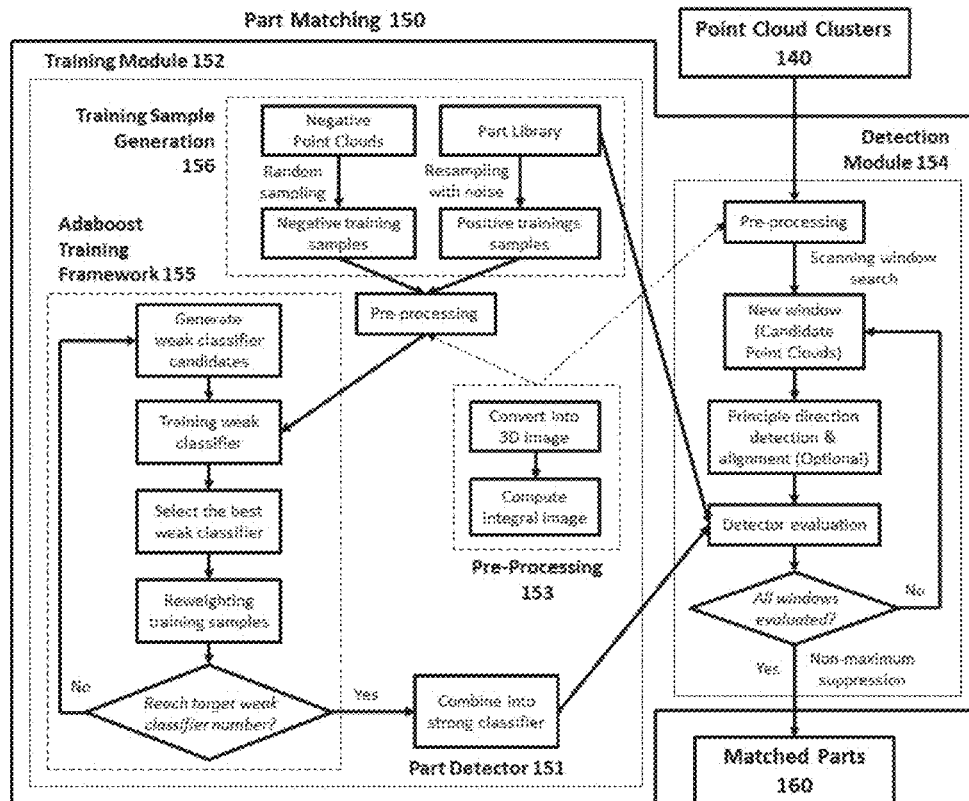 Part Matching 150
Point Cloud Clusters
140
Training Module 152
Training Sample
Generation
156
Negative
Point Clouds
Part Library
Random
sampling
Resampling
with noise
Negative training
samples
Positive trainings
samples
Adaboost
Training
Framework 155
Pre-processing
Generate
weak classifier
candidates
Training weak
classifier
Select the best
weak classifier
Reweighting
training samples
No
Reach target weak
classifier number?
Yes
Convert into
3D image
Compute
integral image
Pre-Processing
153
Combine into
strong classifier
Part Detector 151
Detection
Module 154
Pre-processing
Scanning window
search
New window
(Candidate
Point Clouds)
Principle direction
detection &
alignment (Optional)
Detector evaluation
All windows
evaluated?
No
Yes
Non-maximum
suppression
Matched Parts
160